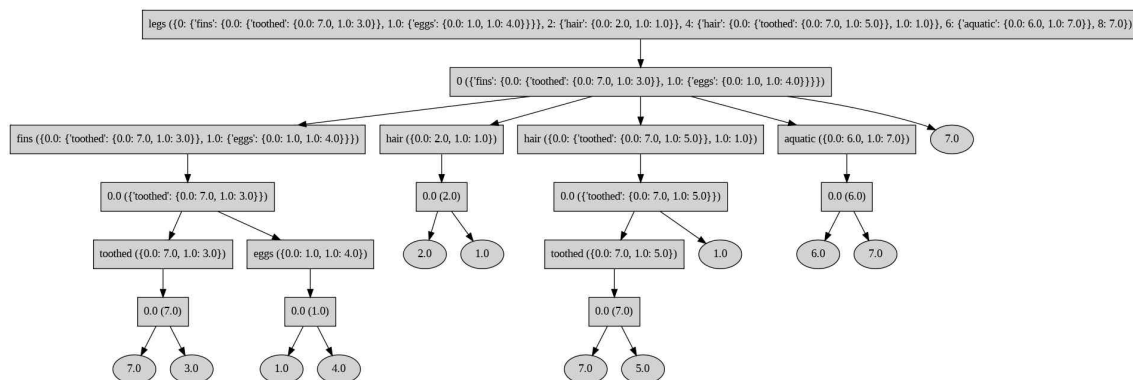 legs ({0: {'fins': {0.0: {'toothed': {0.0: 7.0, 1.0: 3.0}}, 1.0: {'eggs': {0.0: 1.0, 1.0: 4.0}}}}, 2: {'hair': {0.0: 2.0, 1.0: 1.0}}, 4: {'hair': {0.0: {'toothed': {0.0: 7.0, 1.0: 5.0}}, 1.0: 1.0}}, 6: {'aquatic': {0.0: 6.0, 1.0: 7.0}}, 8: 7.0})
0 ({'fins': {0.0: {'toothed': {0.0: 7.0, 1.0: 3.0}}, 1.0: {'eggs': {0.0: 1.0, 1.0: 4.0}}}})
fins ({0.0: {'toothed': {0.0: 7.0, 1.0: 3.0}}, 1.0: {'eggs': {0.0: 1.0, 1.0: 4.0}}})
hair ({0.0: 2.0, 1.0: 1.0})
hair ({0.0: {'toothed': {0.0: 7.0, 1.0: 5.0}}, 1.0: 1.0})
aquatic ({0.0: 6.0, 1.0: 7.0})
7.0
0.0 ({'toothed': {0.0: 7.0, 1.0: 3.0}})
0.0 (2.0)
0.0 ({'toothed': {0.0: 7.0, 1.0: 5.0}})
0.0 (6.0)
toothed ({0.0: 7.0, 1.0: 3.0})
eggs ({0.0: 1.0, 1.0: 4.0})
2.0
1.0
toothed ({0.0: 7.0, 1.0: 5.0})
1.0
6.0
7.0
0.0 (7.0)
0.0 (1.0)
0.0 (7.0)
7.0
3.0
1.0
4.0
7.0
5.0